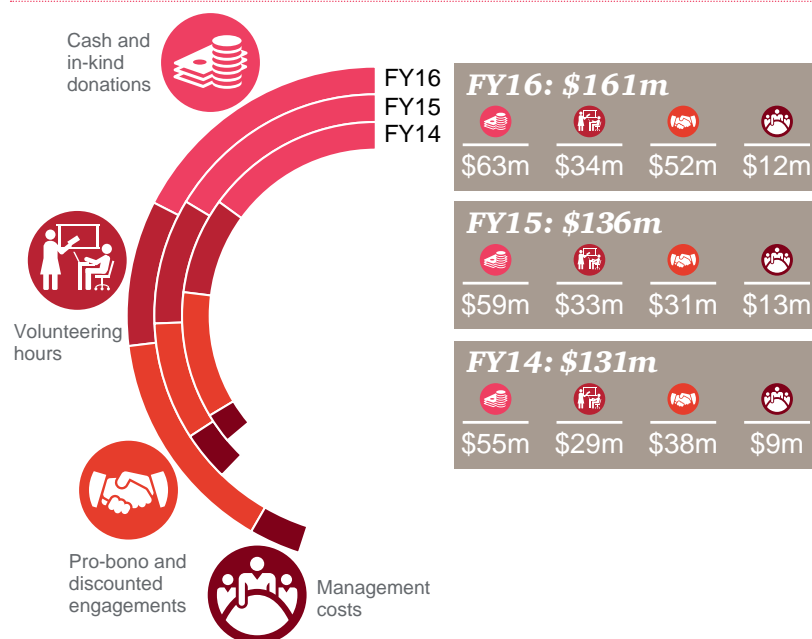 Cash and
in-kind
donations
FY16
FY15
FY14
Volunteering
hours
Pro-bono and
discounted
engagements
Management
costs
FY16: $161m
$63m $34m $52m $12m
FY15: $136m
$59m $33m $31m $13m
FY14: $131m
$55m $29m $38m $9m